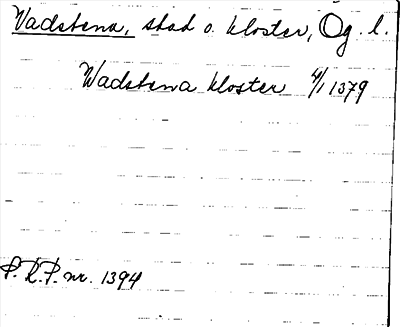 Vadstena, stad o. kloster, Ög. l.
Wadstena kloster 4/1 1379
P.R.P. nr. 1394